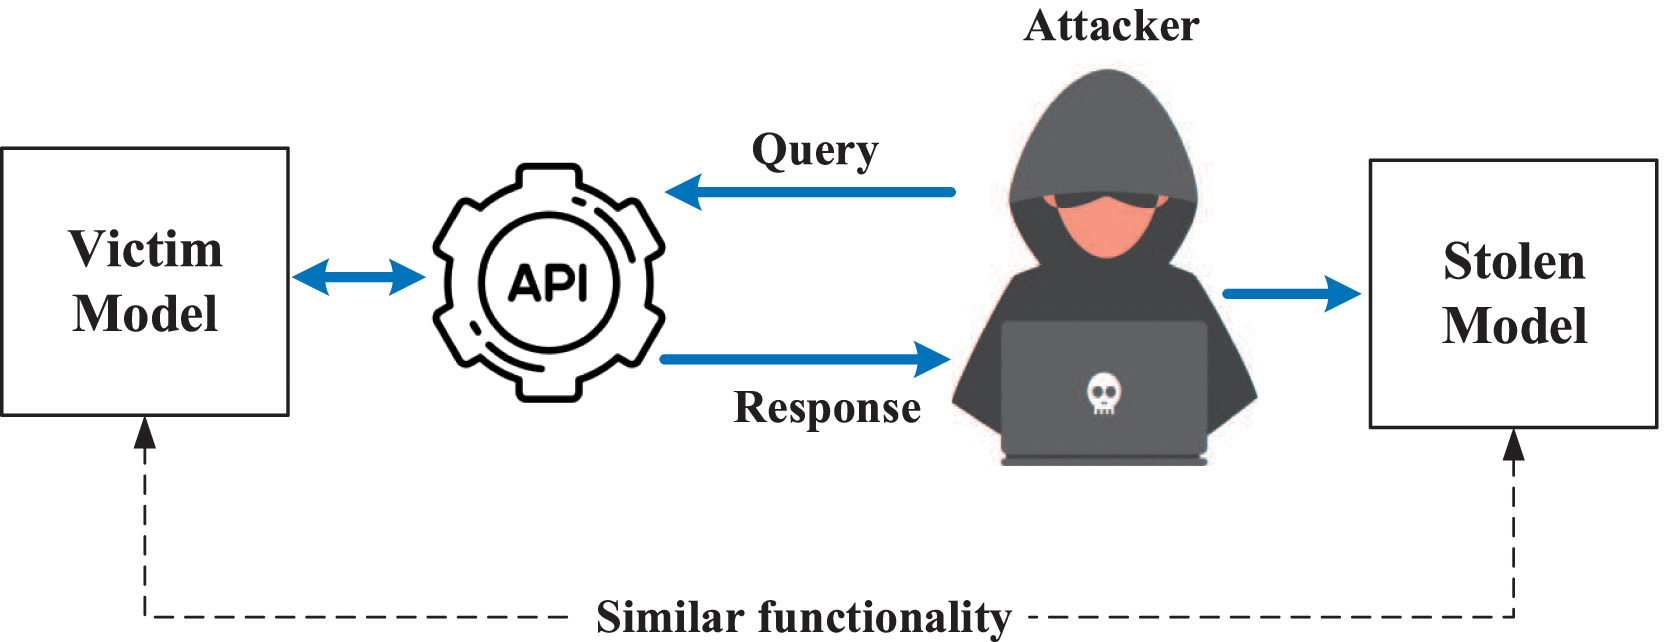 Attacker
Query
Victim
Model
API
Stolen
Model
Response
Similar functionality